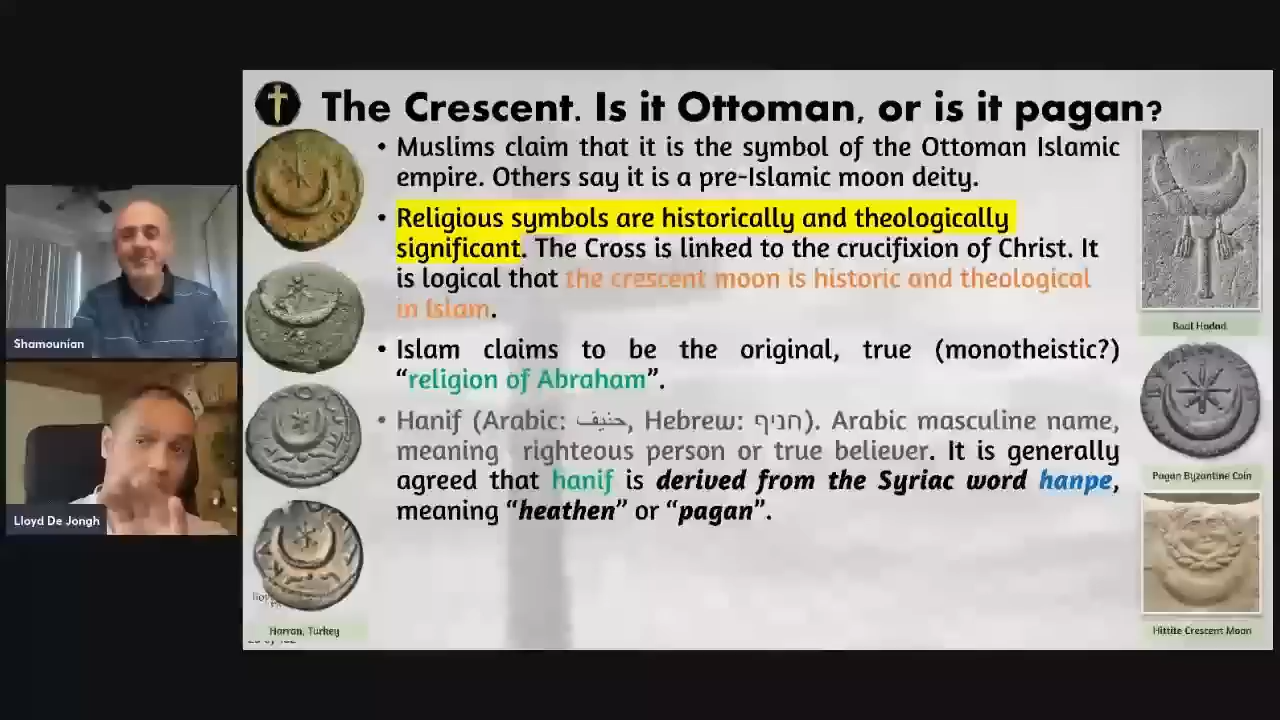 The Crescent. Is it Ottoman, or is it pagan?
• Muslims claim that it is the symbol of the Ottoman Islamic
empire. Others say it is a pre-Islamic moon deity.
• Religious symbols are historically and theologically
significant. The Cross is linked to the crucifixion of Christ. It
is logical that the crescent moon is historic and theological
in Islam.
• Islam claims to be the original, true (monotheistic?)
“religion of Abraham”.
• Hanif (Arabic: حنيف, Hebrew: חניף). Arabic masculine name,
meaning righteous person or true believer. It is generally
agreed that hanif is derived from the Syriac word hanpe,
meaning “heathen” or “pagan”.
Shamounian
Lloyd De Jongh
Harran, Turkey
Baal Hadad.
Pagan Byzantine Coin
Hittite Crescent Moon